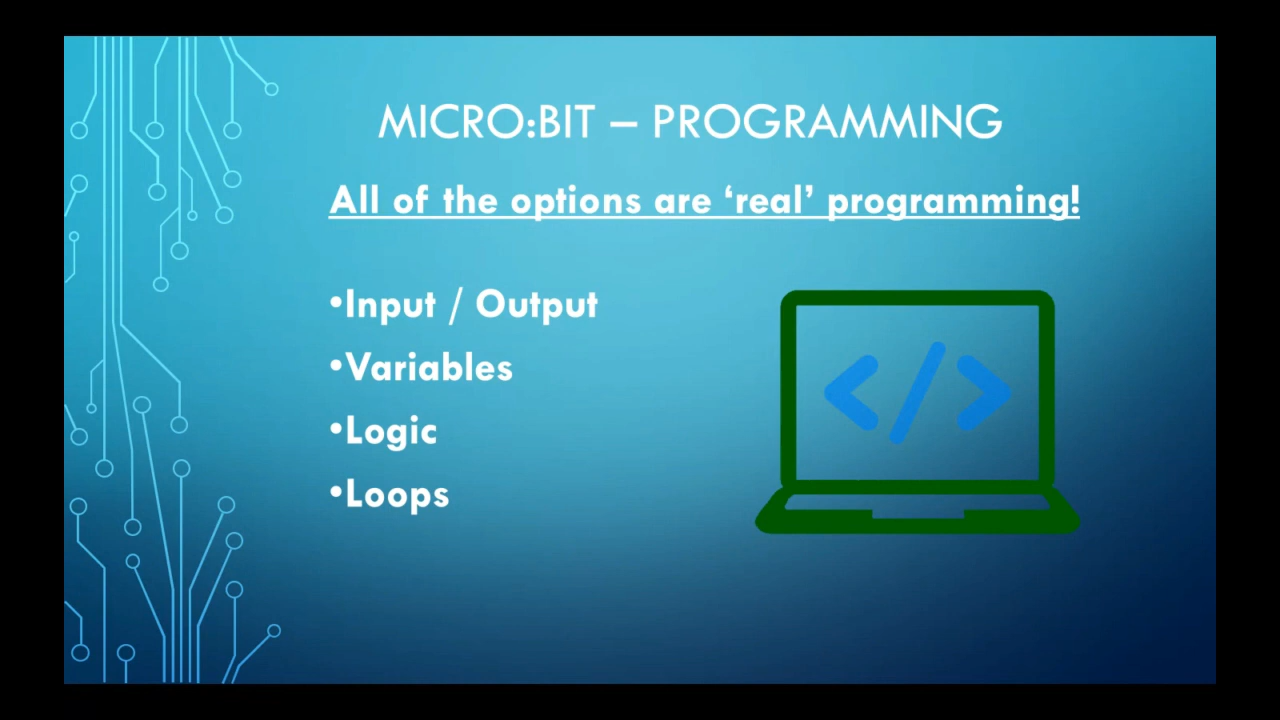 MICRO:BIT – PROGRAMMING
All of the options are ‘real’ programming!
•Input / Output
•Variables
•Logic
•Loops
</>